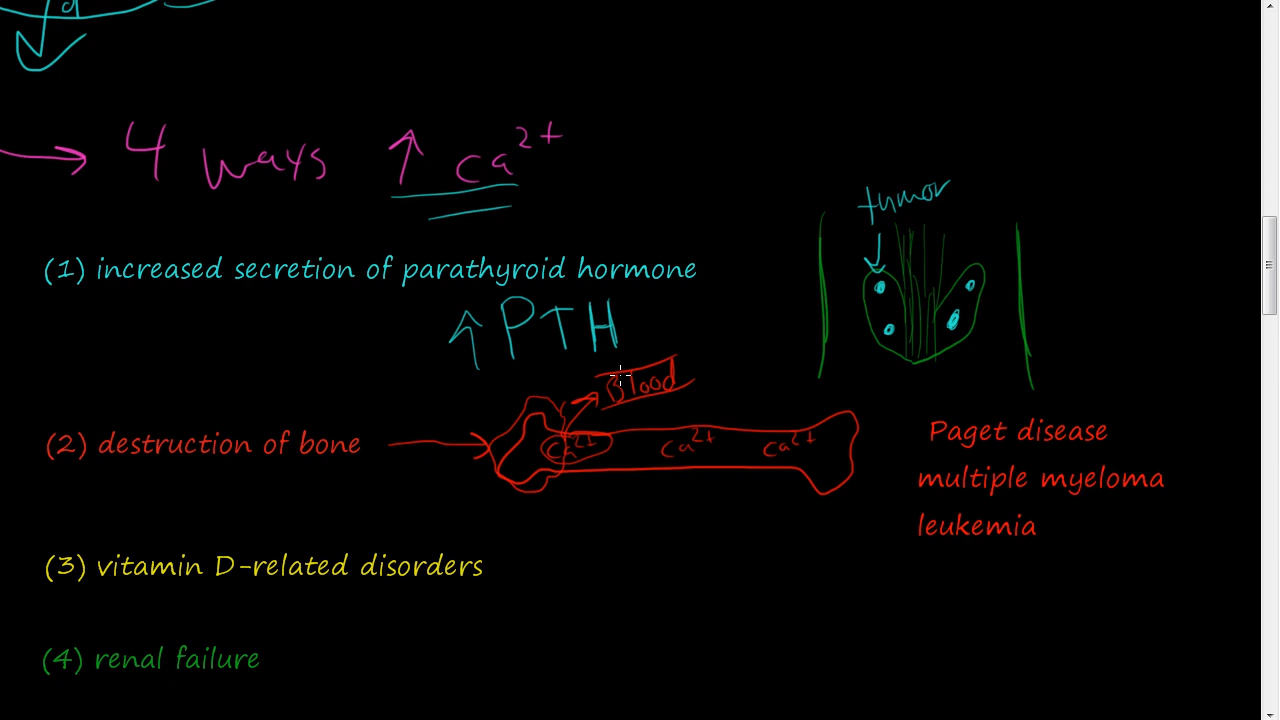 4 ways ↑ Ca²⁺
tumor
(1) increased secretion of parathyroid hormone
↑ PTH
Blood
(2) destruction of bone
Ca²⁺ Ca²⁺ Ca²⁺
Paget disease
multiple myeloma
leukemia
(3) vitamin D-related disorders
(4) renal failure